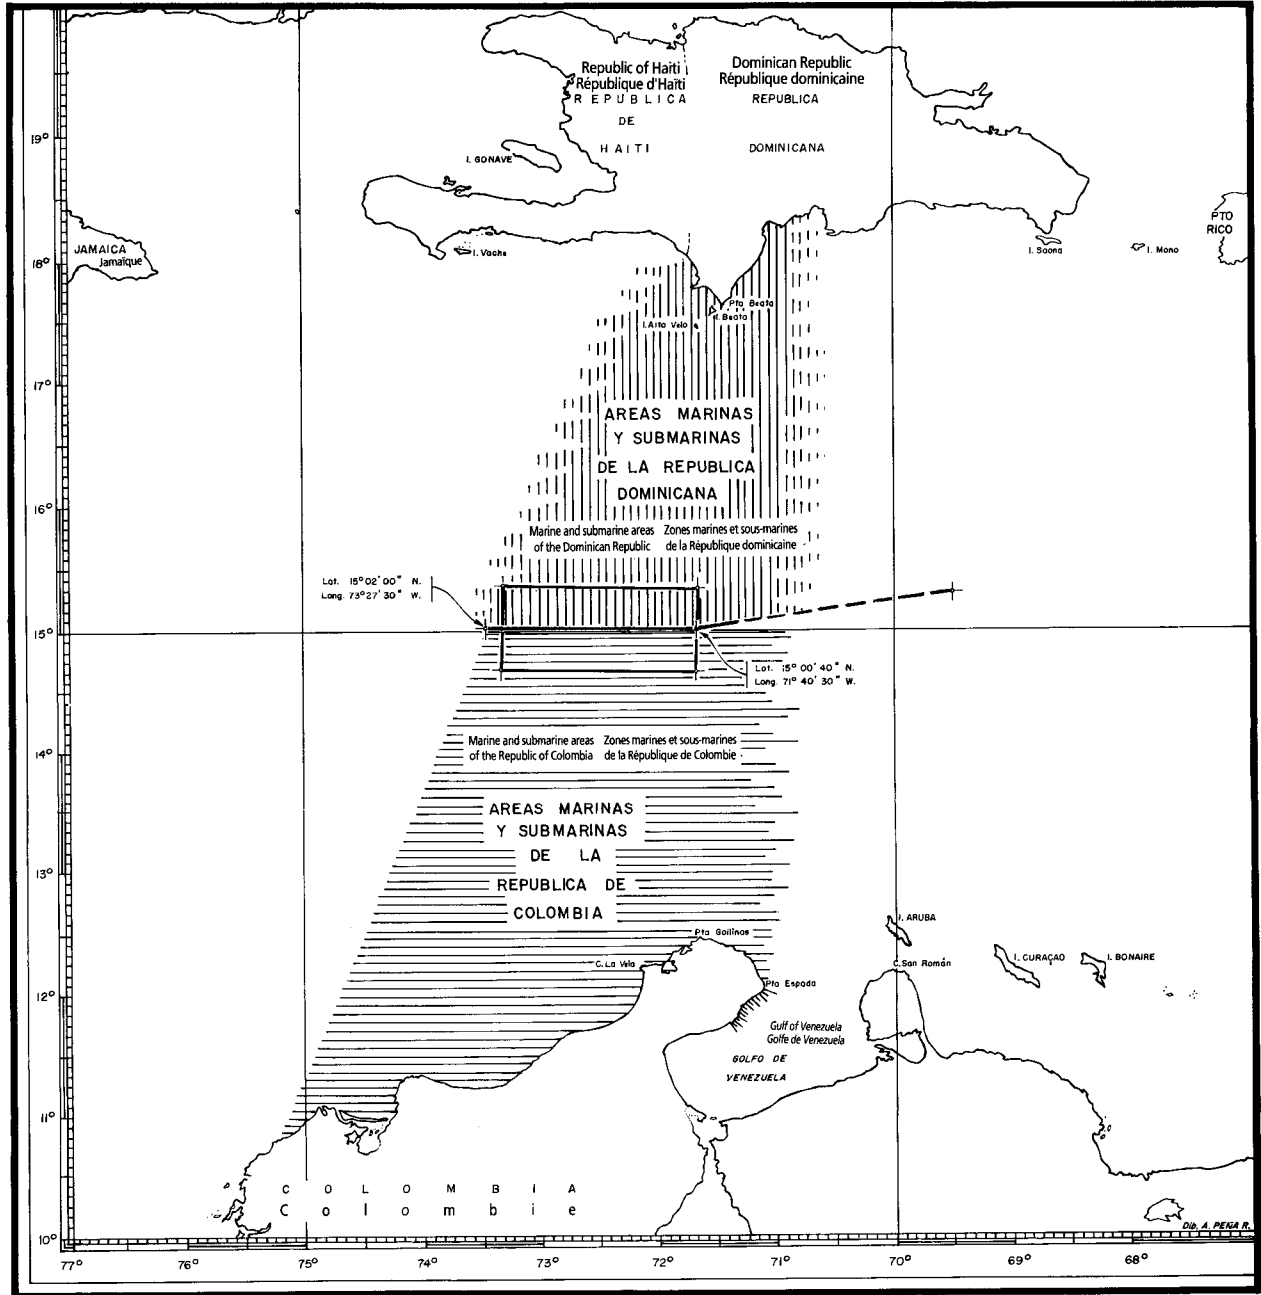 Republic of Haiti
République d'Haïti
REPUBLICA
DE
HAITI
Dominican Republic
République dominicaine
REPUBLICA
DOMINICANA
19°
I. GONAVE
PTO
RICO
JAMAICA
Jamaïque
I. Vache
I. Saona
I. Mona
18°
Pta Beata
I. Beata
I. Alto Velo
17°
AREAS MARINAS
Y SUBMARINAS
DE LA REPUBLICA
DOMINICANA
16°
Marine and submarine areas
of the Dominican Republic
Zones marines et sous-marines
de la République dominicaine
Lat. 15° 02' 00" N.
Long. 73° 27' 30" W.
15°
Lat. 15° 00' 40" N.
Long. 71° 40' 30" W.
Marine and submarine areas
of the Republic of Colombia
Zones marines et sous-marines
de la République de Colombie
14°
AREAS MARINAS
Y SUBMARINAS
DE LA
REPUBLICA DE
COLOMBIA
13°
I. ARUBA
Pta Gallinas
C. La Vela
C. San Román
I. CURAÇAO
I. BONAIRE
Pta Espada
12°
Gulf of Venezuela
Golfe de Venezuela
GOLFO DE
VENEZUELA
11°
COLOMBIA
Colombie
Dib. A. PEÑA R.
10°
77° 76° 75° 74° 73° 72° 71° 70° 69° 68°